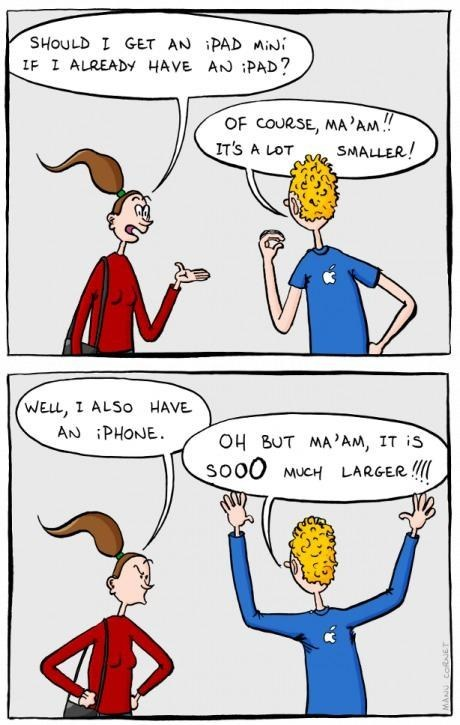 SHOULD I GET AN iPAD MiNi
IF I ALREADY HAVE AN iPAD?
OF COURSE, MA'AM!!
IT'S A LOT SMALLER!
WELL, I ALSO HAVE
AN iPHONE.
OH BUT MA'AM, IT iS
SOOO MUCH LARGER!!!!
MANU CORNET